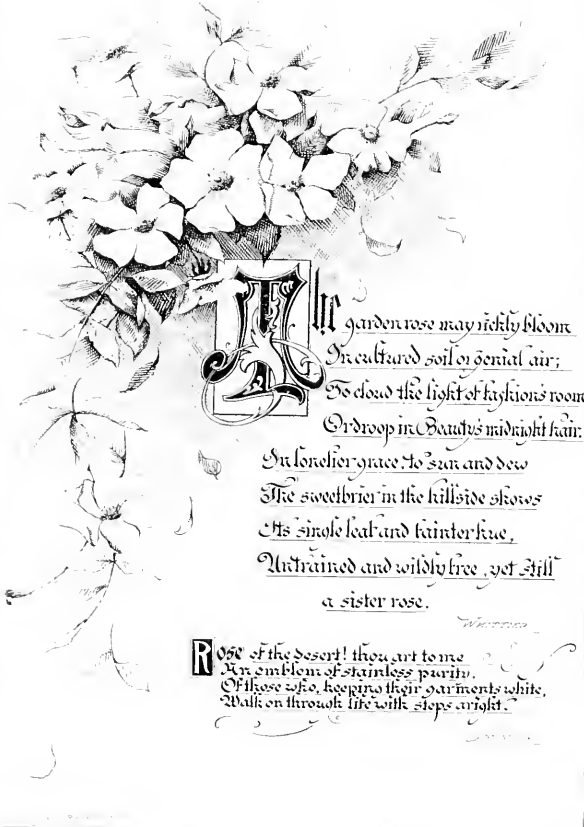 The garden rose may richly bloom
In cultured soil or genial air;
To cloud the light of fashion's room
Or droop in Beauty's midnight hair.
In lonelier grace, to sun and dew
The sweetbrier in the hillside shows
Its single leaf and fainter hue,
Untrained and wildly free, yet still
a sister rose.
WHITTIER
Rose of the desert! thou art to me
An emblem of stainless purity,
Of those who, keeping their garments white,
Walk on through life with steps aright.